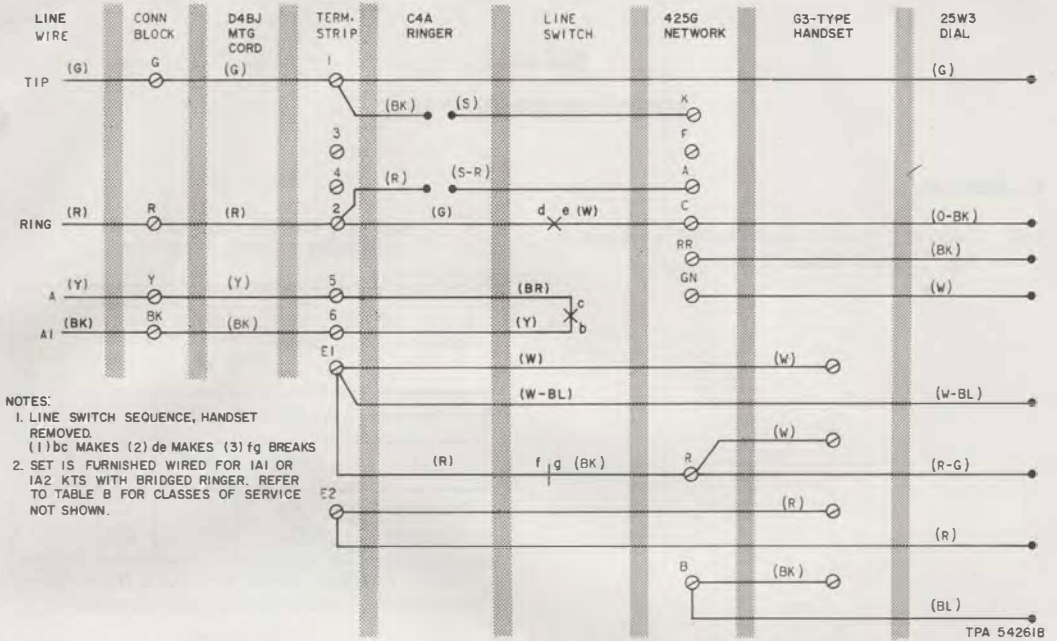 LINE WIRE
CONN BLOCK
D4BJ MTG CORD
TERM. STRIP
C4A RINGER
LINE SWITCH
425G NETWORK
G3-TYPE HANDSET
25W3 DIAL
TIP (G) G (G) 1 (G)
(BK) (S) K
3 F
4 (R) (S-R) A
RING (R) R (R) 2 (G) d e (W) C (O-BK)
RR (BK)
GN (W)
A (Y) Y (Y) 5 (BR) c
A1 (BK) BK (BK) 6 (Y) b
E1 (W) (W)
(W-BL) (W-BL)
(W)
(R) f g (BK) R (R-G)
E2 (R)
(R)
B (BK)
(BL)
NOTES:
1. LINE SWITCH SEQUENCE, HANDSET
REMOVED.
(1) bc MAKES (2) de MAKES (3) fg BREAKS
2. SET IS FURNISHED WIRED FOR 1A1 OR
1A2 KTS WITH BRIDGED RINGER. REFER
TO TABLE B FOR CLASSES OF SERVICE
NOT SHOWN.
TPA 542618